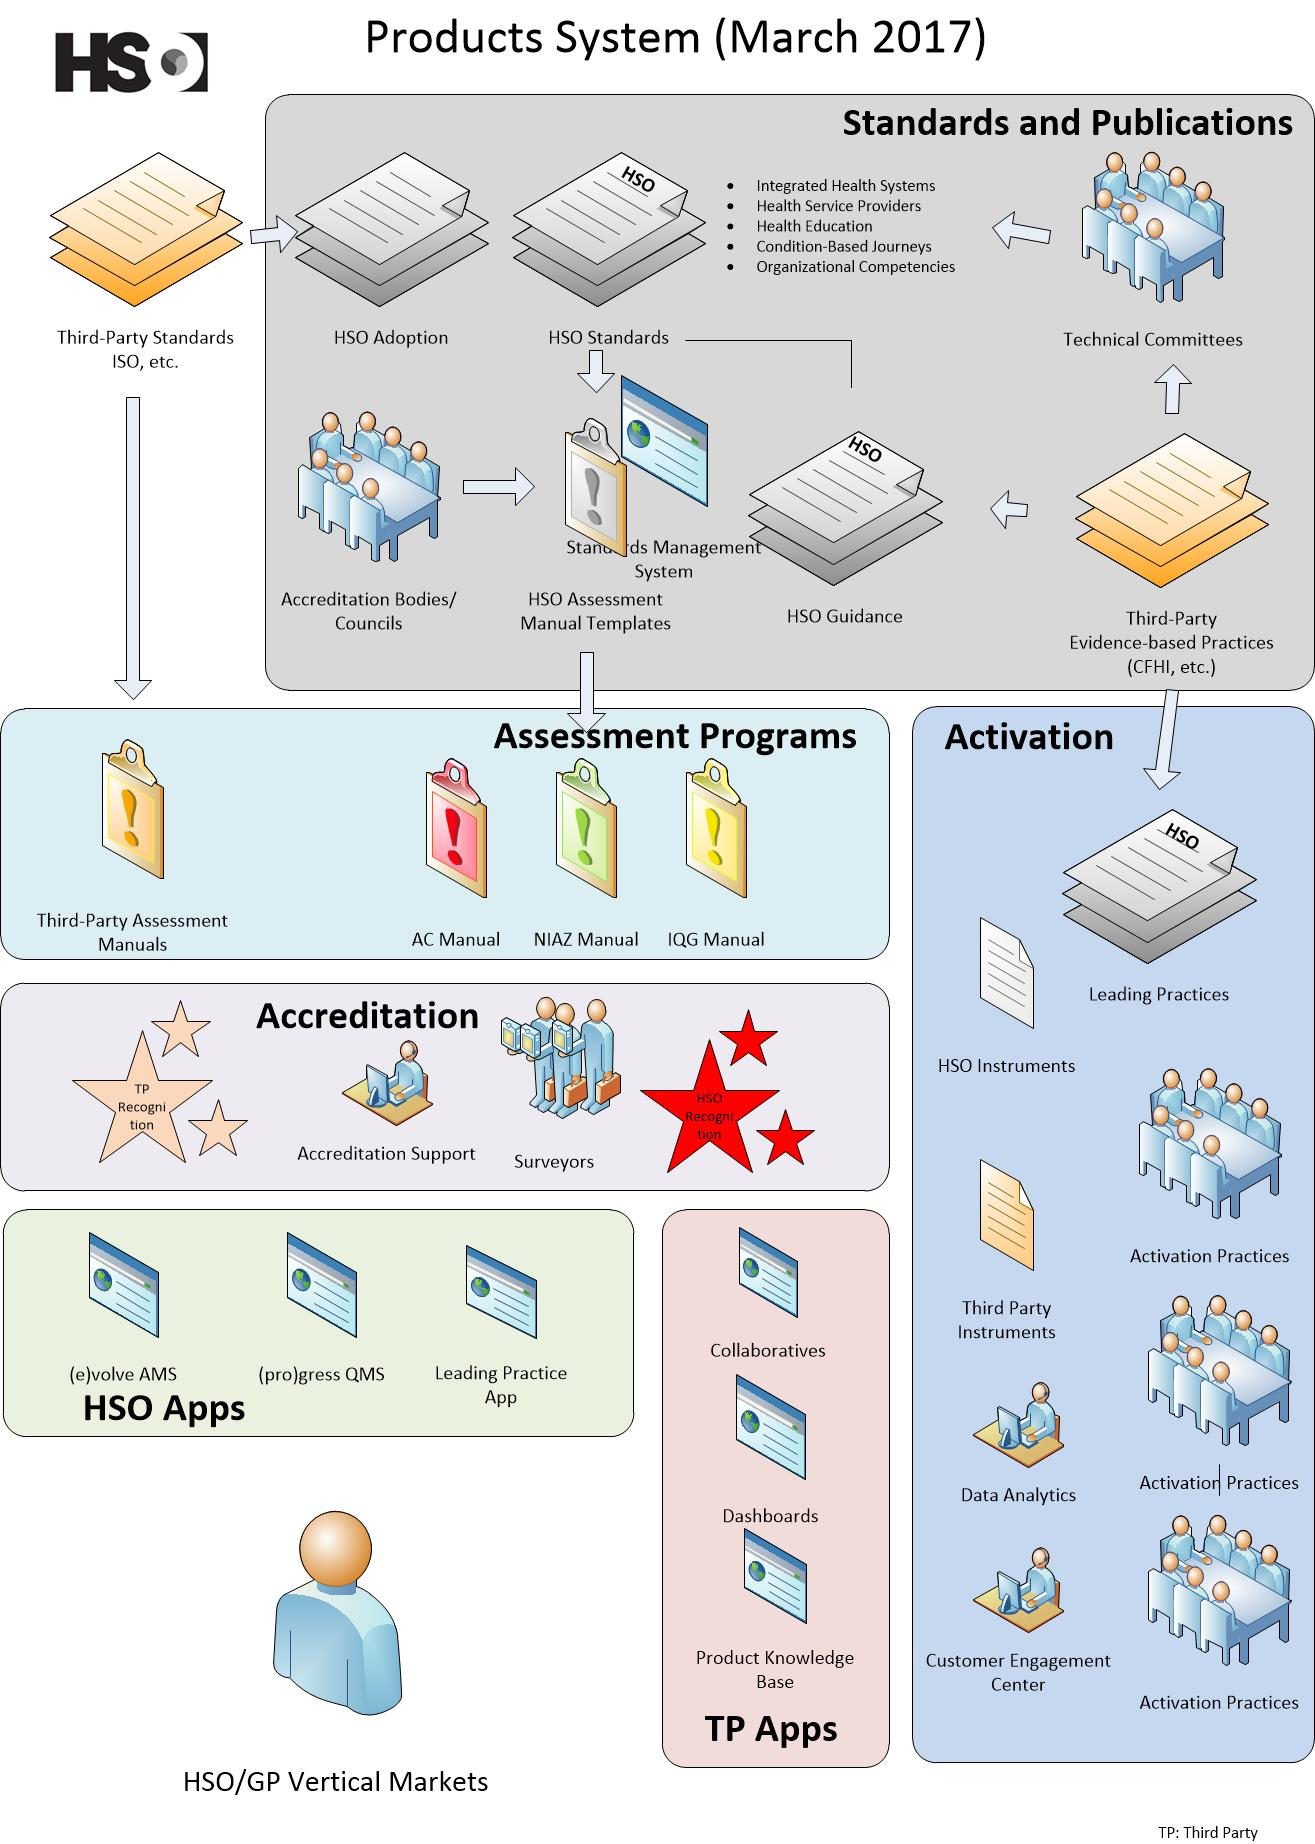 HSO
Products System (March 2017)
Standards and Publications
HSO
• Integrated Health Systems
• Health Service Providers
• Health Education
• Condition-Based Journeys
• Organizational Competencies
Third-Party Standards
ISO, etc.
HSO Adoption
HSO Standards
Technical Committees
HSO
Standards Management
System
Accreditation Bodies/
Councils
HSO Assessment
Manual Templates
HSO Guidance
Third-Party
Evidence-based Practices
(CFHI, etc.)
Assessment Programs
Third-Party Assessment
Manuals
AC Manual
NIAZ Manual
IQG Manual
Activation
HSO
Leading Practices
HSO Instruments
Activation Practices
Third Party
Instruments
Data Analytics
Activation Practices
Customer Engagement
Center
Activation Practices
Accreditation
TP
Recogni
tion
Accreditation Support
Surveyors
HSO
Recogni
tion
(e)volve AMS
(pro)gress QMS
Leading Practice
App
HSO Apps
Collaboratives
Dashboards
Product Knowledge
Base
TP Apps
HSO/GP Vertical Markets
TP: Third Party